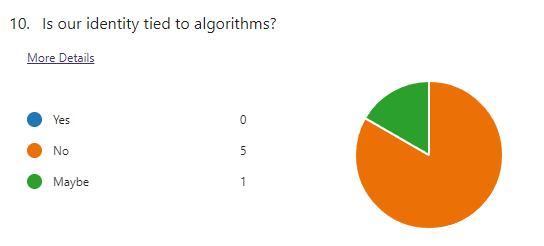 10. Is our identity tied to algorithms?
More Details
Yes 0
No 5
Maybe 1